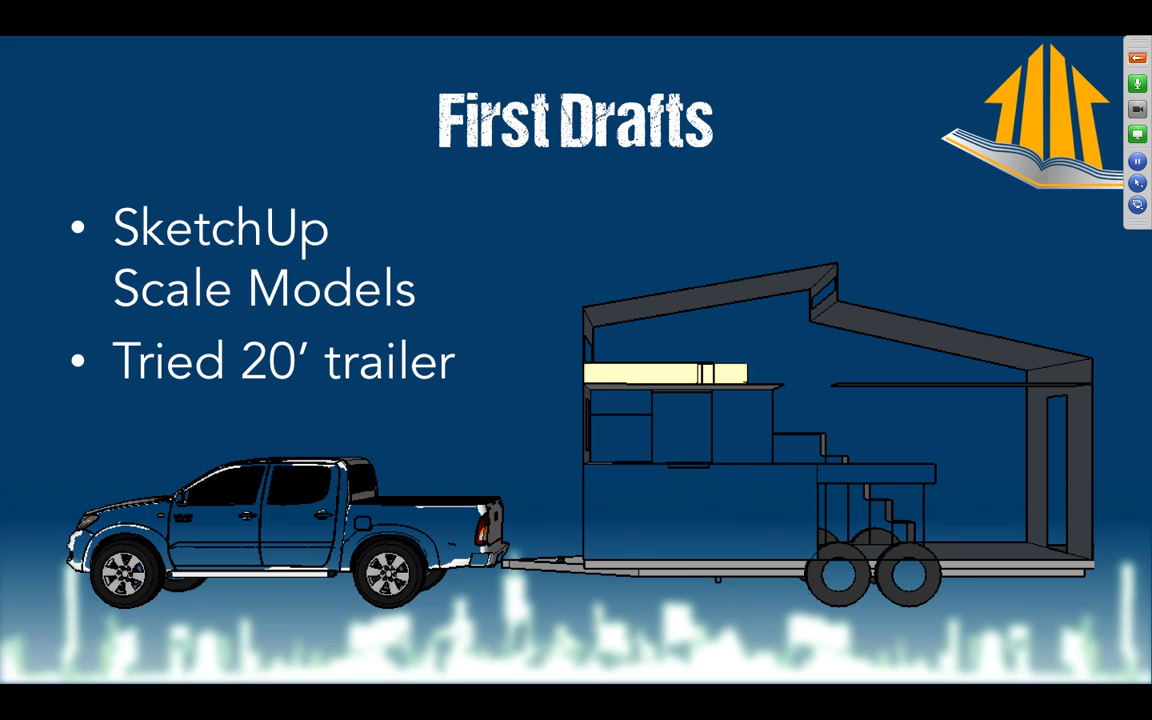 First Drafts
• SketchUp
Scale Models
• Tried 20’ trailer